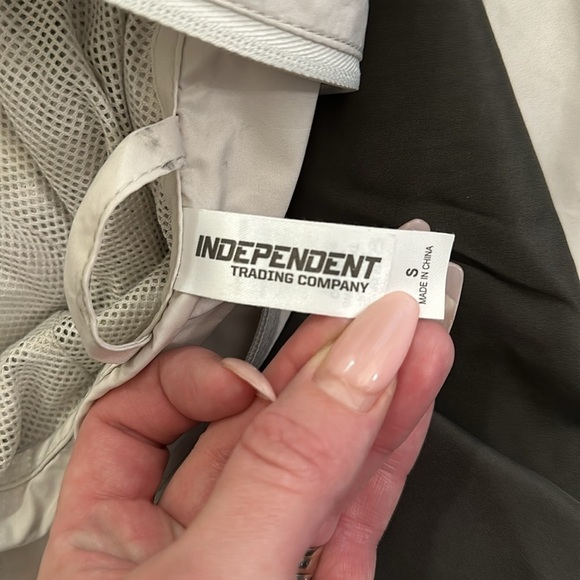 INDEPENDENT
TRADING COMPANY
S
MADE IN CHINA